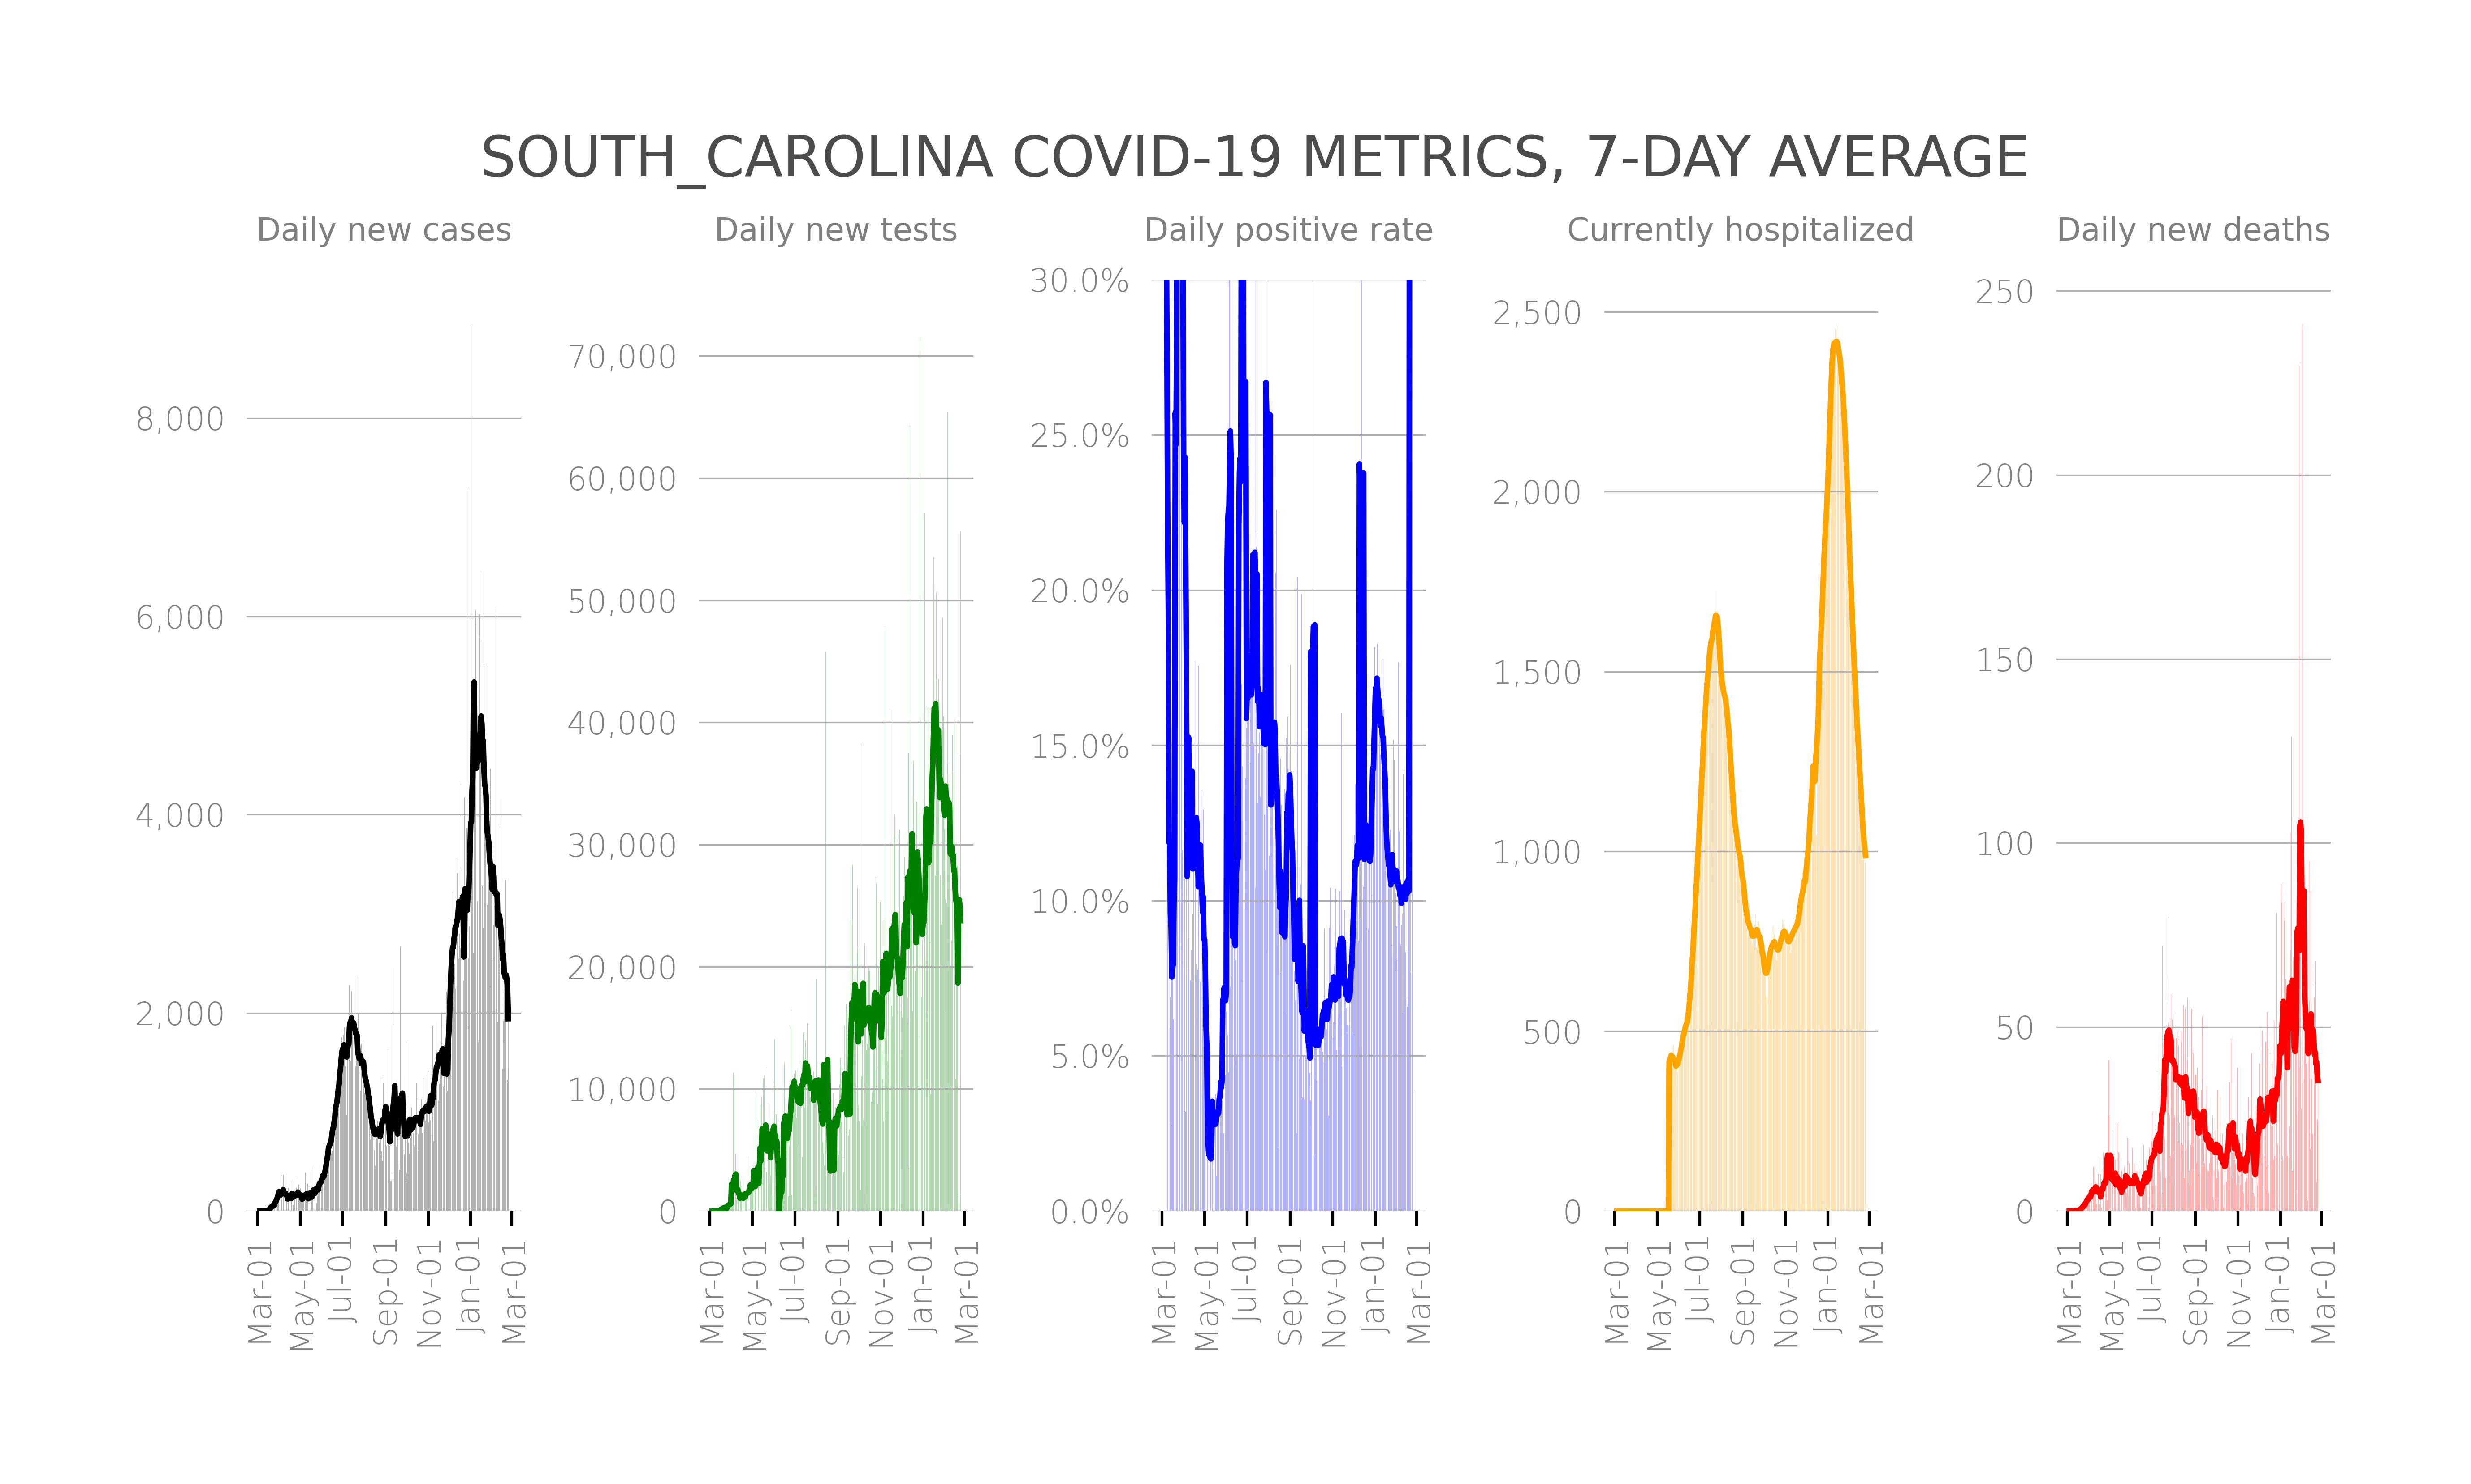 SOUTH_CAROLINA COVID-19 METRICS, 7-DAY AVERAGE
Daily new cases
8,000
6,000
4,000
2,000
0
Mar-01
May-01
Jul-01
Sep-01
Nov-01
Jan-01
Mar-01
Daily new tests
70,000
60,000
50,000
40,000
30,000
20,000
10,000
0
Mar-01
May-01
Jul-01
Sep-01
Nov-01
Jan-01
Mar-01
Daily positive rate
30.0%
25.0%
20.0%
15.0%
10.0%
5.0%
0.0%
Mar-01
May-01
Jul-01
Sep-01
Nov-01
Jan-01
Mar-01
Currently hospitalized
2,500
2,000
1,500
1,000
500
0
Mar-01
May-01
Jul-01
Sep-01
Nov-01
Jan-01
Mar-01
Daily new deaths
250
200
150
100
50
0
Mar-01
May-01
Jul-01
Sep-01
Nov-01
Jan-01
Mar-01